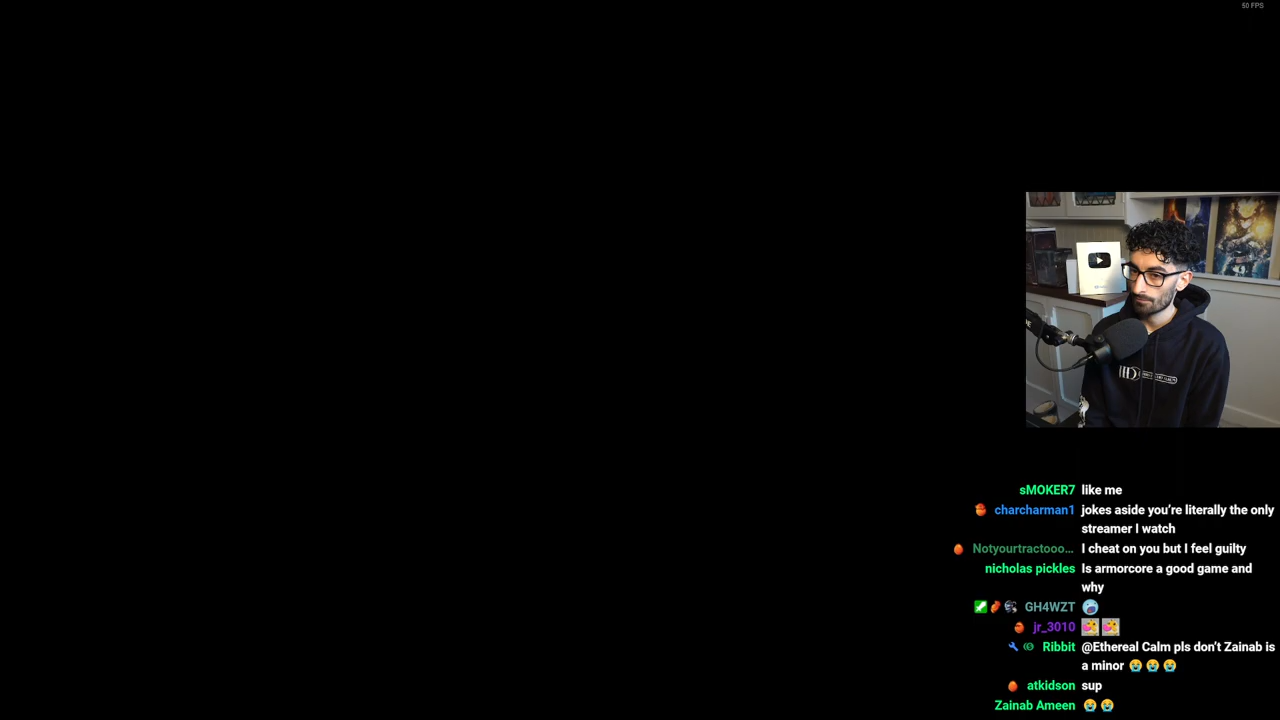 50 FPS
sMOKER7 like me
charcharman1 jokes aside you’re literally the only
streamer I watch
Notyourtractooo… I cheat on you but I feel guilty
nicholas pickles Is armorcore a good game and
why
GH4WZT
jr_3010
Ribbit @Ethereal Calm pls don’t Zainab is
a minor 😭 😭 😭
atkidson sup
Zainab Ameen 😭 😭